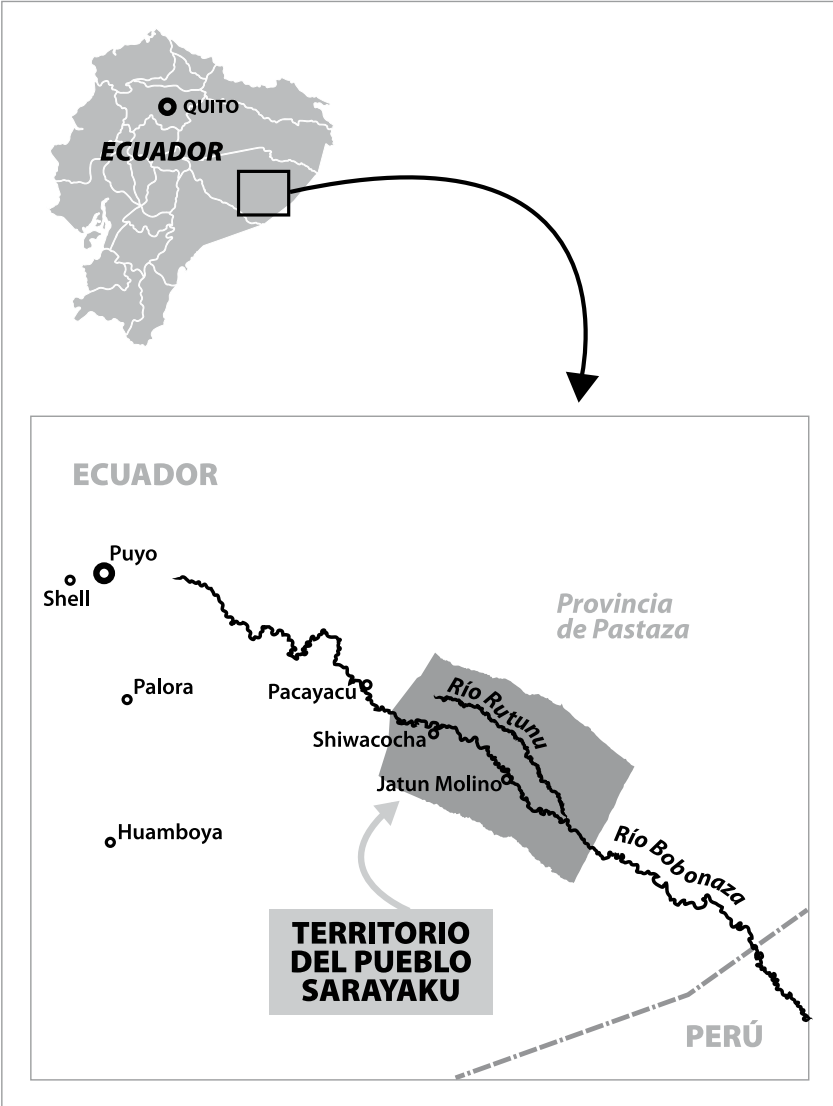 QUITO
ECUADOR
ECUADOR
Puyo
Shell
Provincia
de Pastaza
Palora
Pacayacu
Río Rutunu
Shiwacocha
Jatun Molino
Huamboya
Río Bobonaza
TERRITORIO
DEL PUEBLO
SARAYAKU
PERÚ